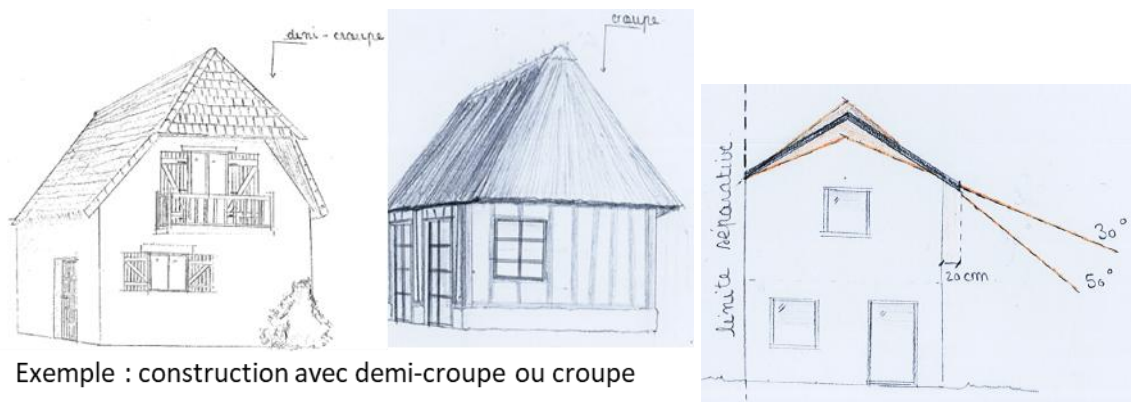 demi-croupe
croupe
limite séparative
30°
50°
20 cm
Exemple : construction avec demi-croupe ou croupe